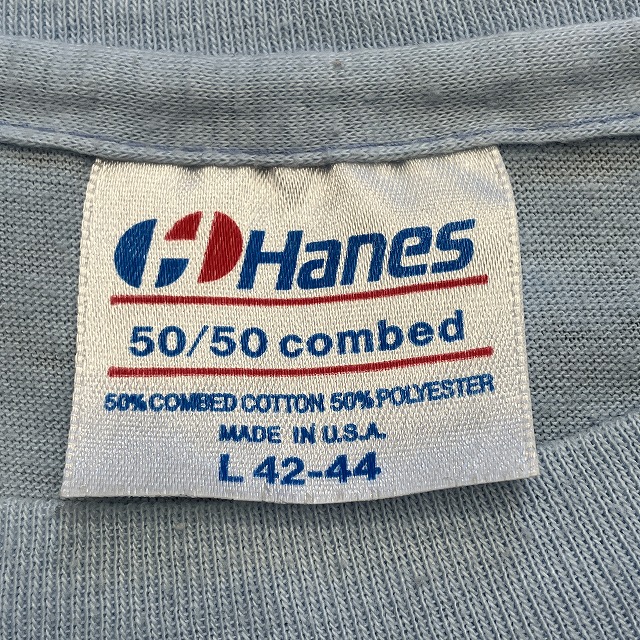 Hanes
50/50 combed
50% COMBED COTTON 50% POLYESTER
MADE IN U.S.A.
L 42-44